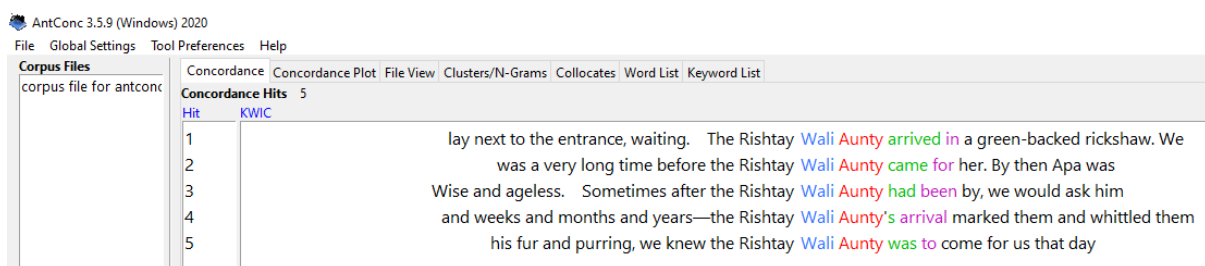 AntConc 3.5.9 (Windows) 2020
File Global Settings Tool Preferences Help
Corpus Files
corpus file for antconc
Concordance Concordance Plot File View Clusters/N-Grams Collocates Word List Keyword List
Concordance Hits 5
Hit KWIC
1 lay next to the entrance, waiting. The Rishtay Wali Aunty arrived in a green-backed rickshaw. We
2 was a very long time before the Rishtay Wali Aunty came for her. By then Apa was
3 Wise and ageless. Sometimes after the Rishtay Wali Aunty had been by, we would ask him
4 and weeks and months and years—the Rishtay Wali Aunty's arrival marked them and whittled them
5 his fur and purring, we knew the Rishtay Wali Aunty was to come for us that day